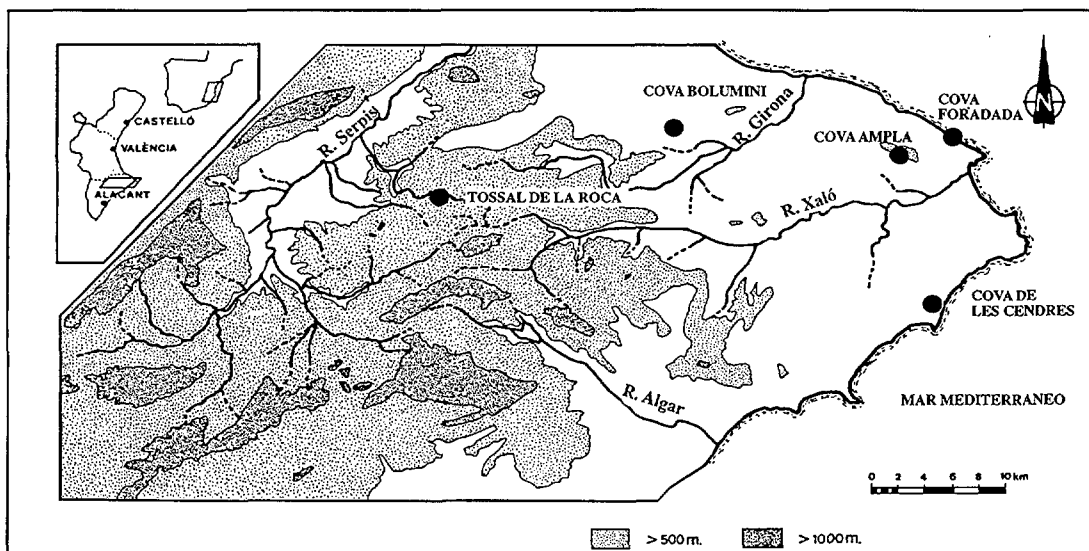 CASTELLÓ
VALÈNCIA
ALACANT
R. Serpis
COVA BOLUMINI
R. Girona
COVA
FORADADA
COVA AMPLA
N
TOSSAL DE LA ROCA
R. Xaló
COVA DE
LES CENDRES
R. Algar
MAR MEDITERRANEO
0 2 4 6 8 10 km
> 500 m.
> 1000 m.